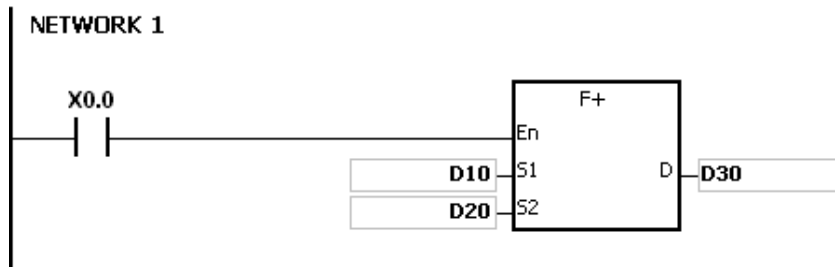 NETWORK 1
X0.0
F+
En
D10 S1 D D30
D20 S2